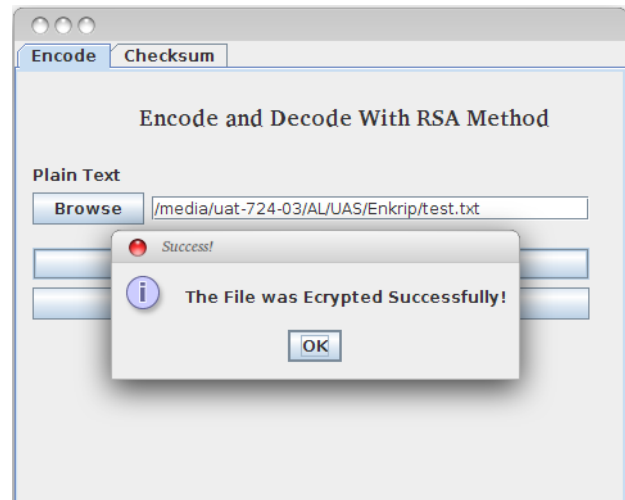 Encode Checksum
Encode and Decode With RSA Method
Plain Text
Browse /media/uat-724-03/AL/UAS/Enkrip/test.txt
Success!
i The File was Ecrypted Successfully!
OK